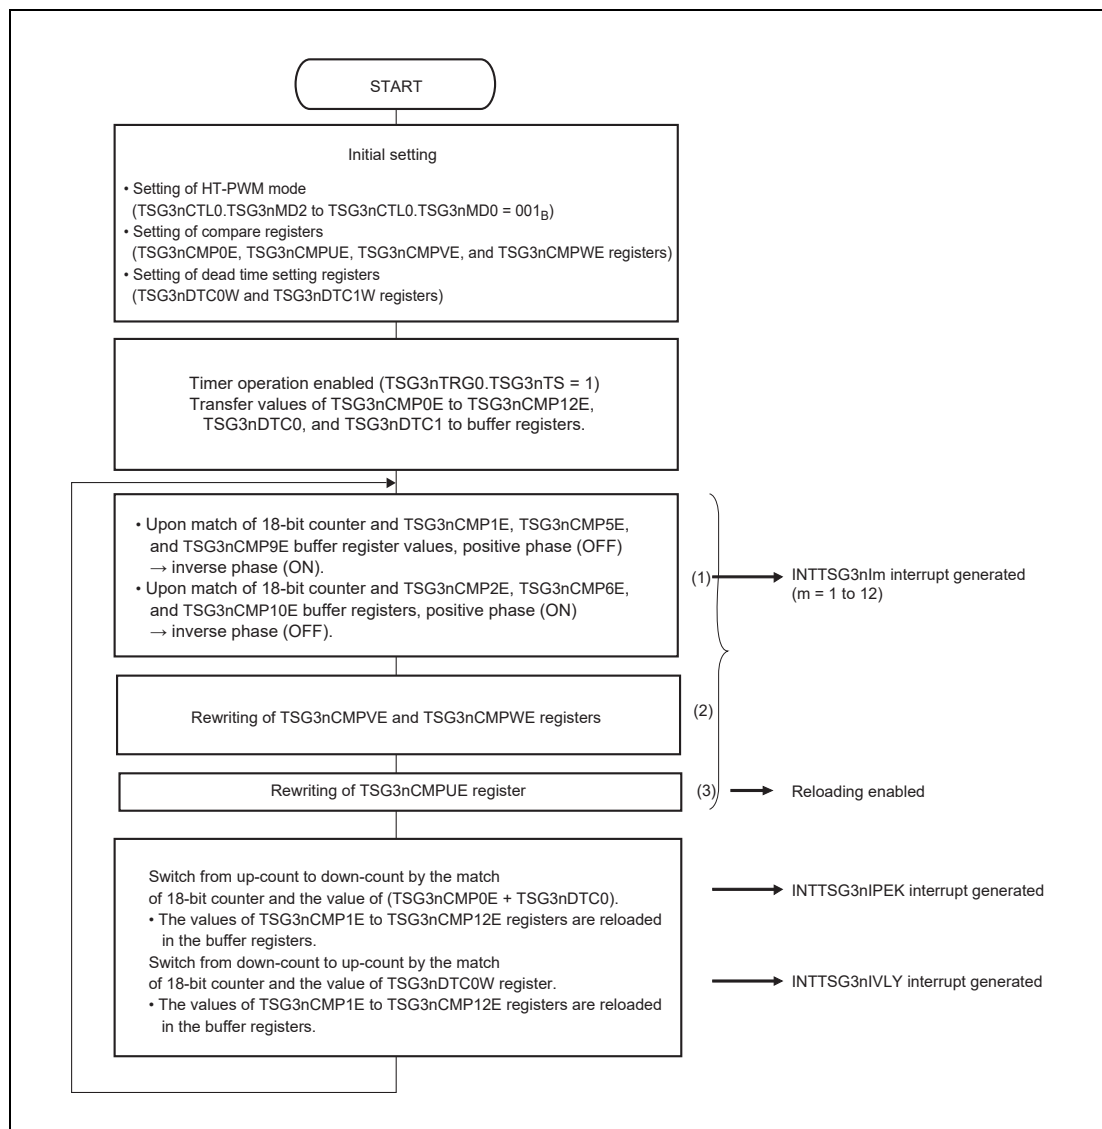 START
Initial setting
• Setting of HT-PWM mode
(TSG3nCTL0.TSG3nMD2 to TSG3nCTL0.TSG3nMD0 = 001B)
• Setting of compare registers
(TSG3nCMP0E, TSG3nCMPUE, TSG3nCMPVE, and TSG3nCMPWE registers)
• Setting of dead time setting registers
(TSG3nDTC0W and TSG3nDTC1W registers)
Timer operation enabled (TSG3nTRG0.TSG3nTS = 1)
Transfer values of TSG3nCMP0E to TSG3nCMP12E,
TSG3nDTC0, and TSG3nDTC1 to buffer registers.
• Upon match of 18-bit counter and TSG3nCMP1E, TSG3nCMP5E,
and TSG3nCMP9E buffer register values, positive phase (OFF)
→ inverse phase (ON).
• Upon match of 18-bit counter and TSG3nCMP2E, TSG3nCMP6E,
and TSG3nCMP10E buffer registers, positive phase (ON)
→ inverse phase (OFF).
(1)
INTTSG3nIm interrupt generated
(m = 1 to 12)
Rewriting of TSG3nCMPVE and TSG3nCMPWE registers
(2)
Rewriting of TSG3nCMPUE register
(3)
Reloading enabled
Switch from up-count to down-count by the match
of 18-bit counter and the value of (TSG3nCMP0E + TSG3nDTC0).
• The values of TSG3nCMP1E to TSG3nCMP12E registers are reloaded
in the buffer registers.
INTTSG3nIPEK interrupt generated
Switch from down-count to up-count by the match
of 18-bit counter and the value of TSG3nDTC0W register.
• The values of TSG3nCMP1E to TSG3nCMP12E registers are reloaded
in the buffer registers.
INTTSG3nIVLY interrupt generated